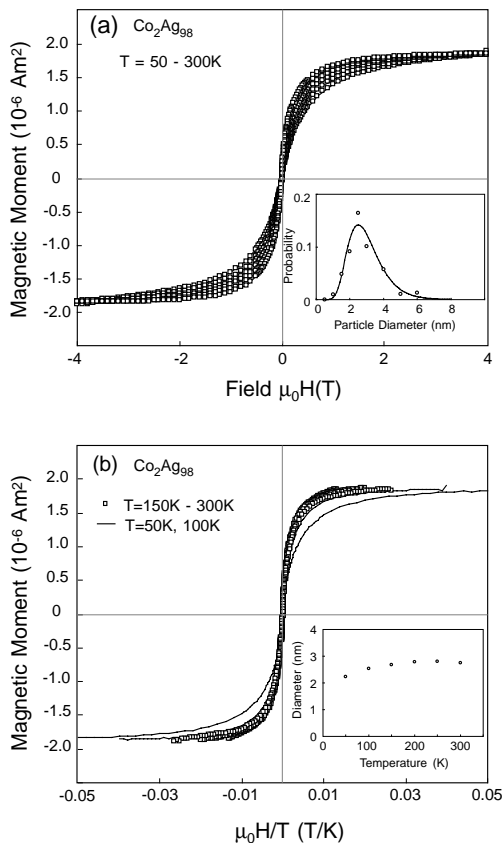 (a) Co₂Ag₉₈
T = 50 - 300K
2.0
1.5
1.0
0.5
0
-0.5
-1.0
-1.5
-2.0
Magnetic Moment (10⁻⁶ Am²)
0.2
0.1
0
Probability
0 2 4 6 8
Particle Diameter (nm)
-4 -2 0 2 4
Field μ₀H(T)
(b) Co₂Ag₉₈
T=150K - 300K
T=50K, 100K
2.0
1.5
1.0
0.5
0
-0.5
-1.0
-1.5
-2.0
Magnetic Moment (10⁻⁶ Am²)
4
3
2
1
0
Diameter (nm)
100 200 300
Temperature (K)
-0.05 -0.03 -0.01 0 0.01 0.03 0.05
μ₀H/T (T/K)